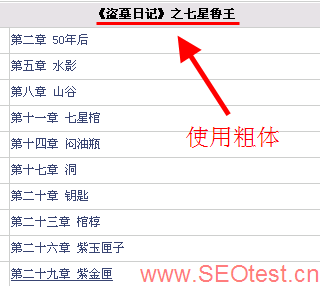 《盗墓日记》之七星鲁王
第二章 50年后
第五章 水影
第八章 山谷
第十一章 七星棺
使用粗体
第十四章 闷油瓶
第十七章 洞
第二十章 钥匙
第二十三章 棺椁
第二十六章 紫玉匣子
第二十九章 紫金匣
www.SEOtest.cn